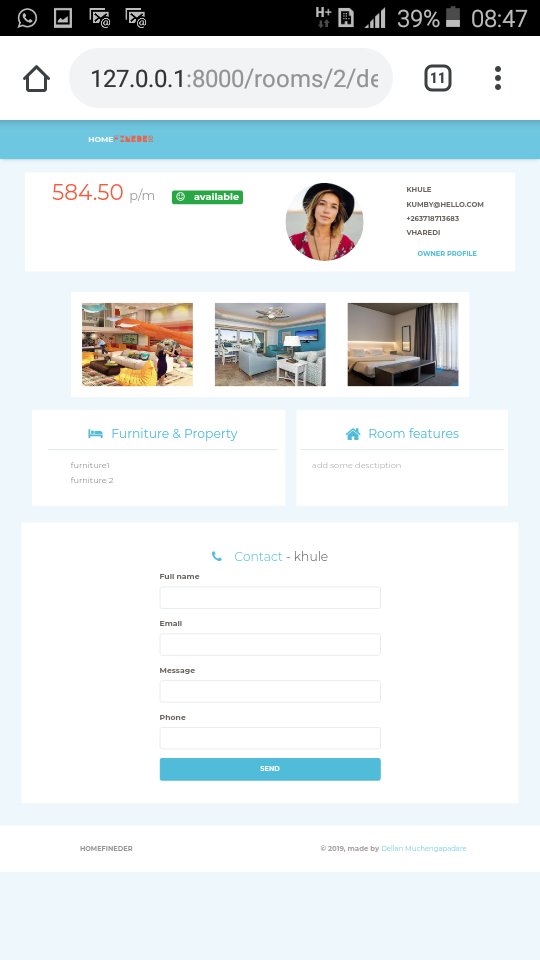 H+ 39% 08:47
127.0.0.1:8000/rooms/2/de
11
HOMEFINEDER
584.50 p/m
available
KHULE
KUMBY@HELLO.COM
+263718713683
VHAREDI
OWNER PROFILE
Furniture & Property
furniture1
furniture 2
Room features
add some desctiption
Contact - khule
Full name
Email
Message
Phone
SEND
HOMEFINEDER
© 2019, made by Dellan Muchengapadare